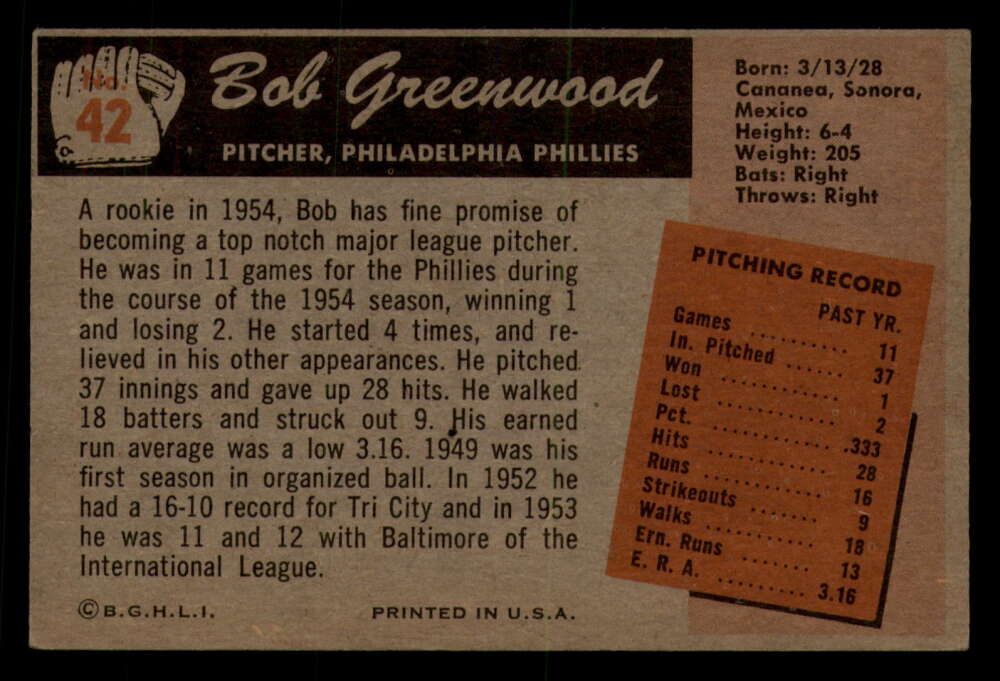 No.
42
Bob Greenwood
PITCHER, PHILADELPHIA PHILLIES
Born: 3/13/28
Cananea, Sonora,
Mexico
Height: 6-4
Weight: 205
Bats: Right
Throws: Right
A rookie in 1954, Bob has fine promise of
becoming a top notch major league pitcher.
He was in 11 games for the Phillies during
the course of the 1954 season, winning 1
and losing 2. He started 4 times, and re-
lieved in his other appearances. He pitched
37 innings and gave up 28 hits. He walked
18 batters and struck out 9. His earned
run average was a low 3.16. 1949 was his
first season in organized ball. In 1952 he
had a 16-10 record for Tri City and in 1953
he was 11 and 12 with Baltimore of the
International League.
©B.G.H.L.I. PRINTED IN U.S.A.
PITCHING RECORD
PAST YR.
Games .......... 11
In. Pitched ...... 37
Won .......... 1
Lost .......... 2
Pct. .......... .333
Hits .......... 28
Runs .......... 16
Strikeouts ....... 9
Walks .......... 18
Ern. Runs ....... 13
E. R. A. ......... 3.16